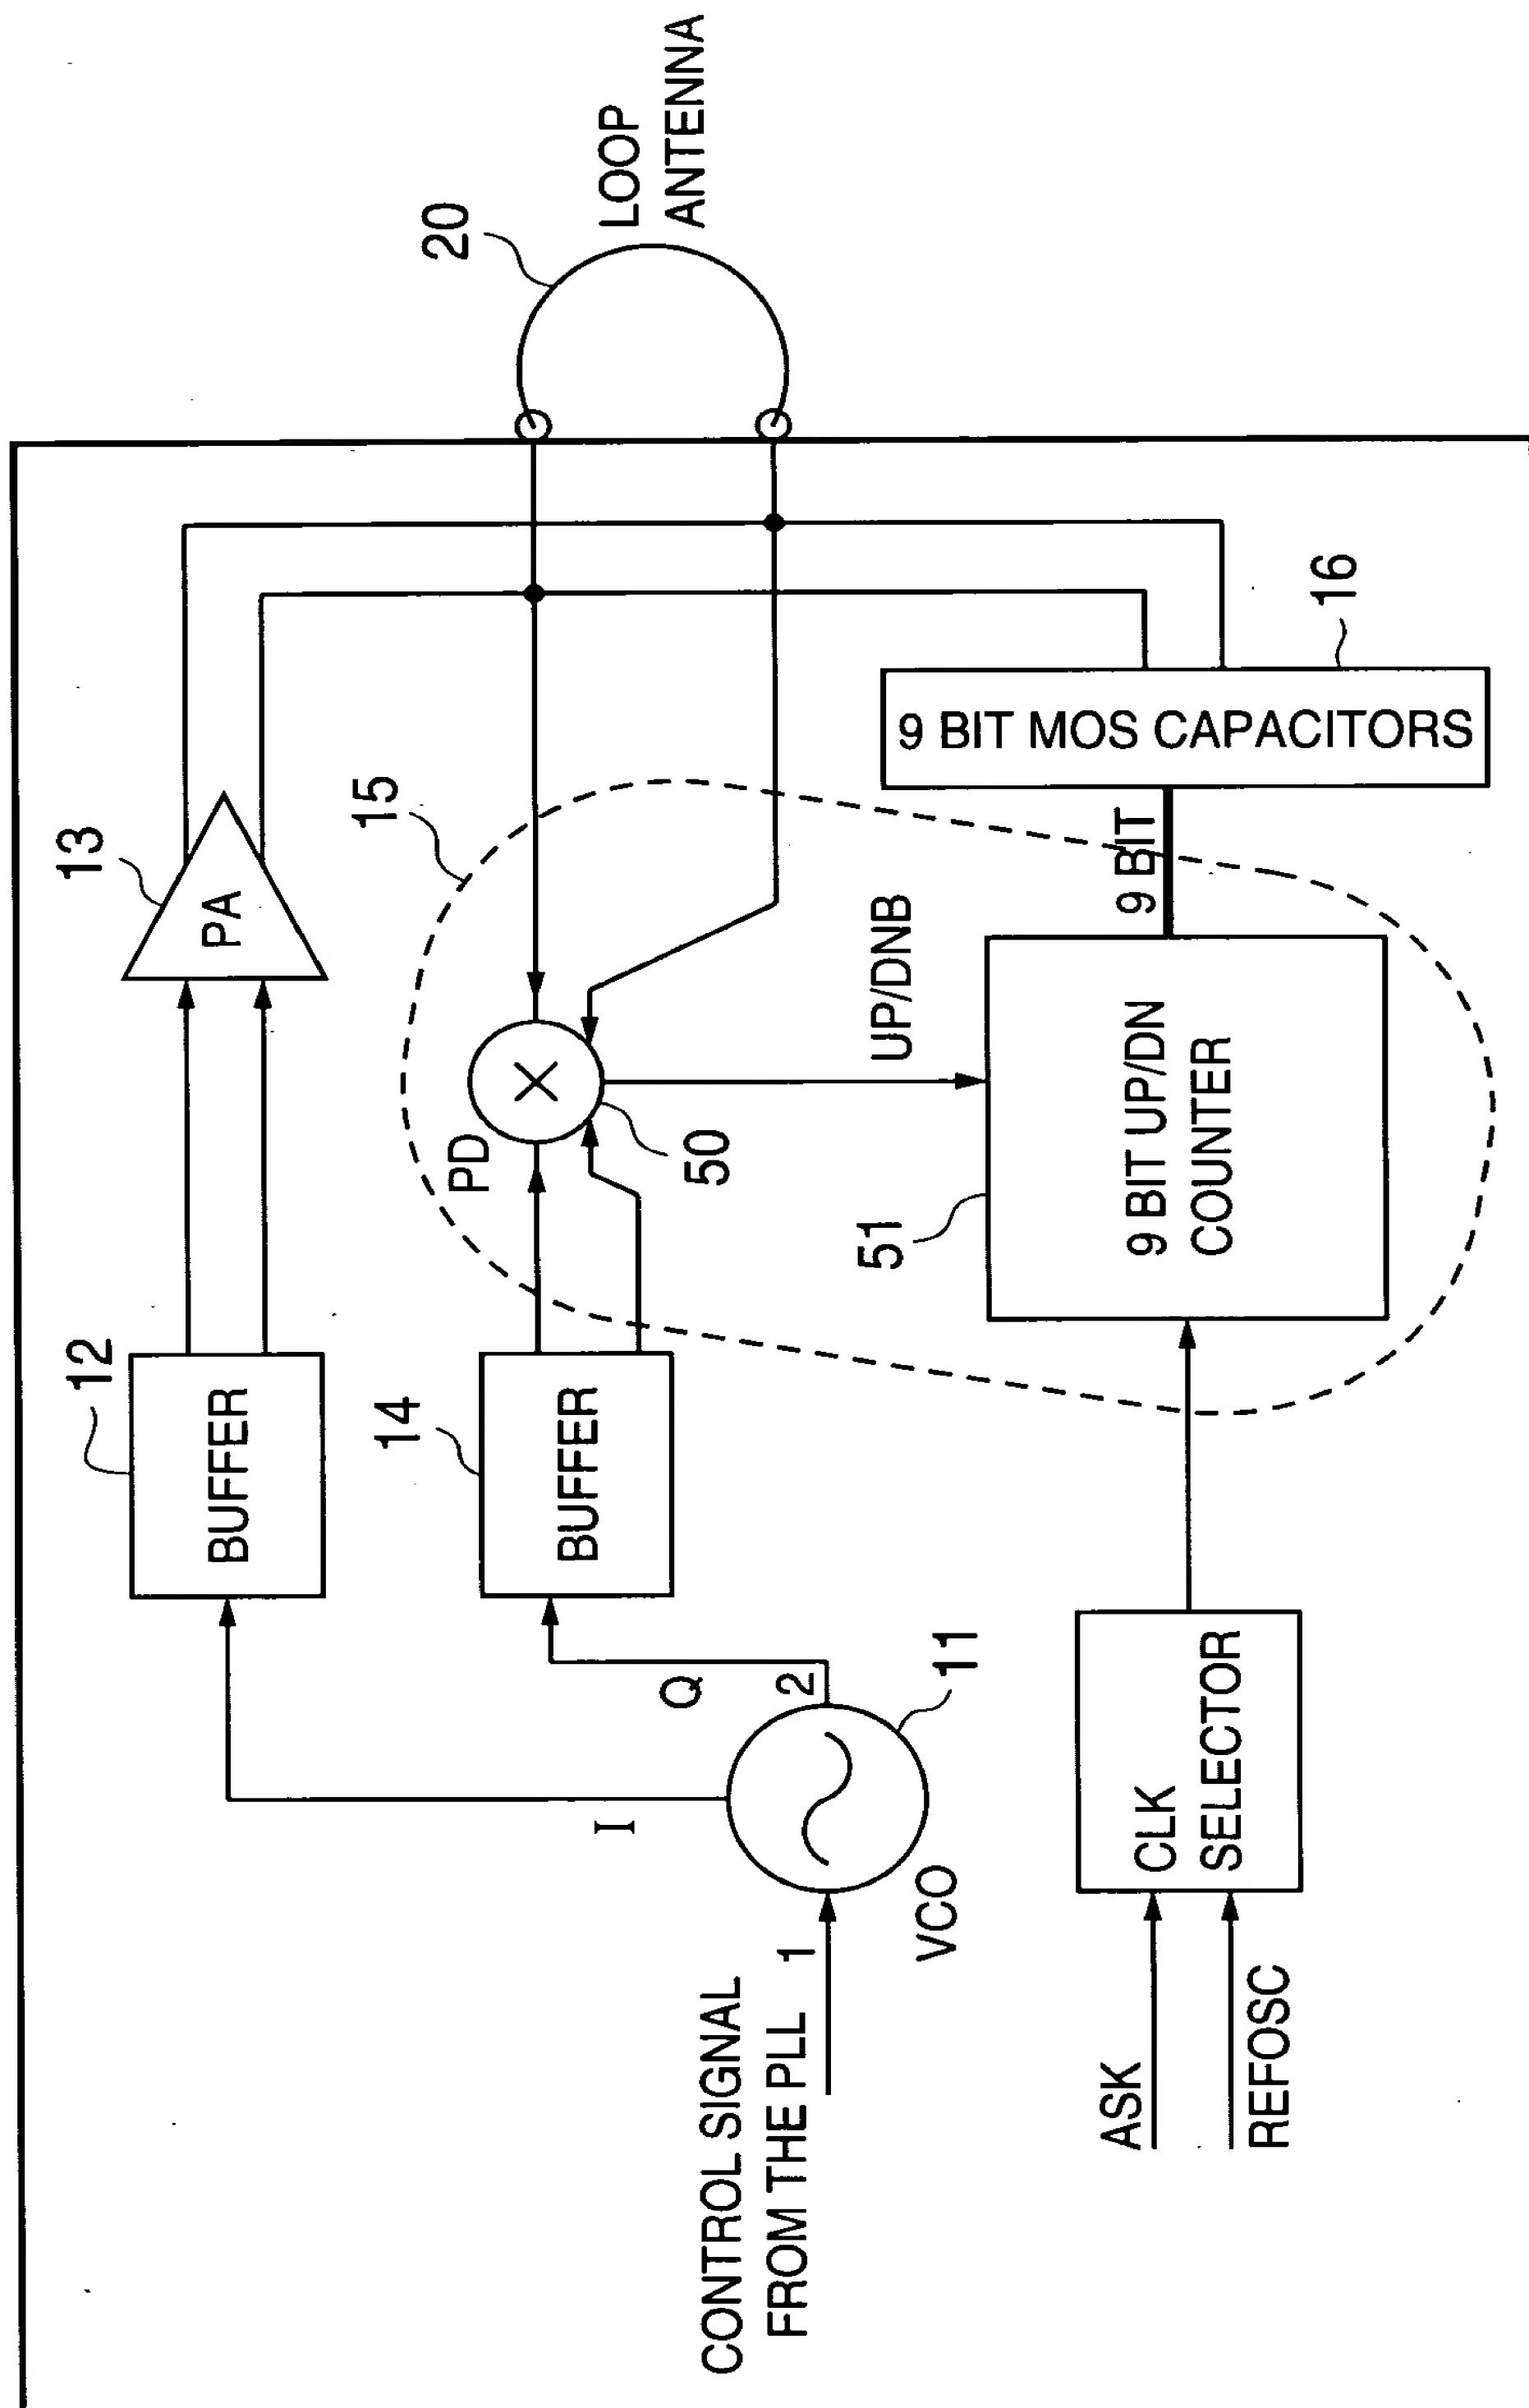 12
BUFFER
13
PA
I
14
BUFFER
PD
15
50
20
LOOP
ANTENNA
Q
2
11
VCO
CONTROL SIGNAL
FROM THE PLL
1
UP/DNB
51
9 BIT UP/DN
COUNTER
9 BIT
9 BIT MOS CAPACITORS
16
ASK
REFOSC
CLK
SELECTOR